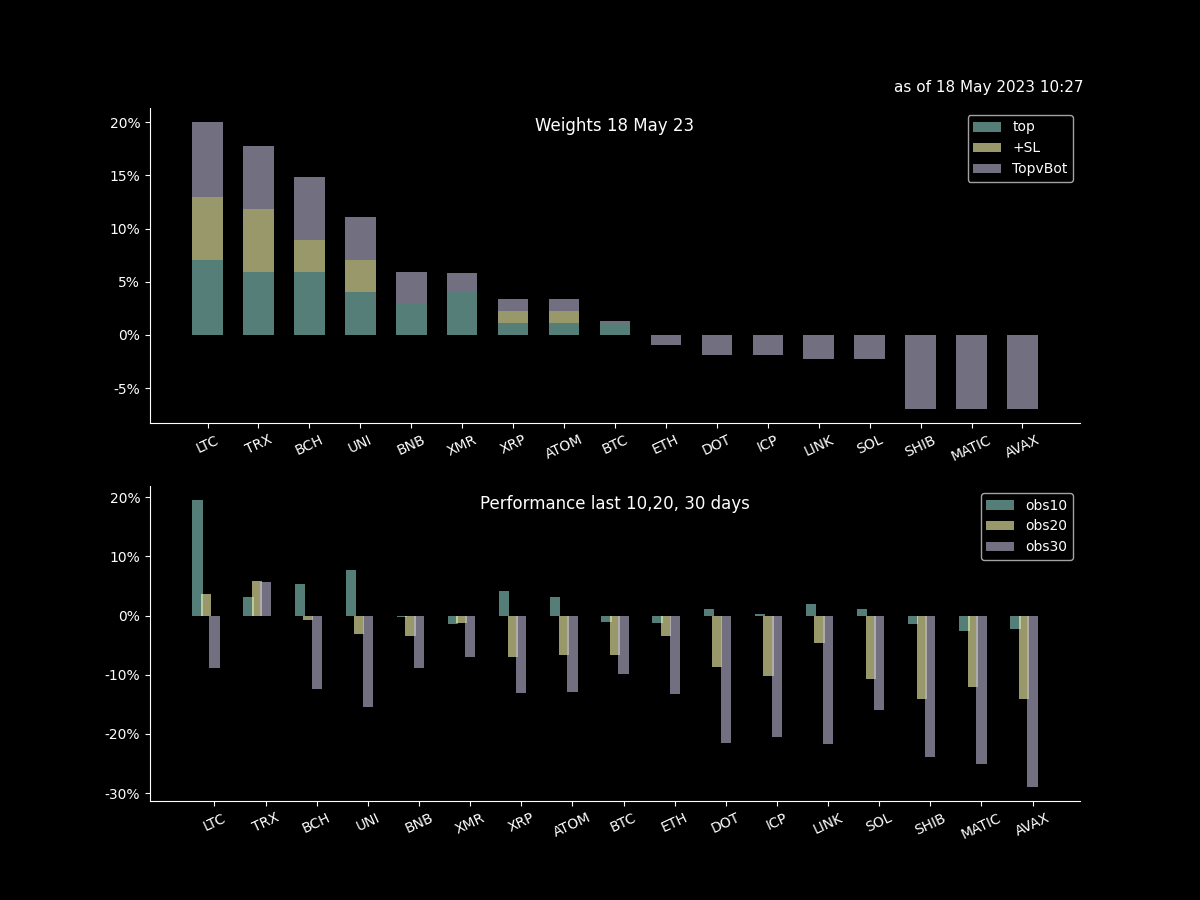 as of 18 May 2023 10:27
Weights 18 May 23
top
+SL
TopvBot
20%
15%
10%
5%
0%
-5%
LTC TRX BCH UNI BNB XMR XRP ATOM BTC ETH DOT ICP LINK SOL SHIB MATIC AVAX
Performance last 10,20, 30 days
obs10
obs20
obs30
20%
10%
0%
-10%
-20%
-30%
LTC TRX BCH UNI BNB XMR XRP ATOM BTC ETH DOT ICP LINK SOL SHIB MATIC AVAX